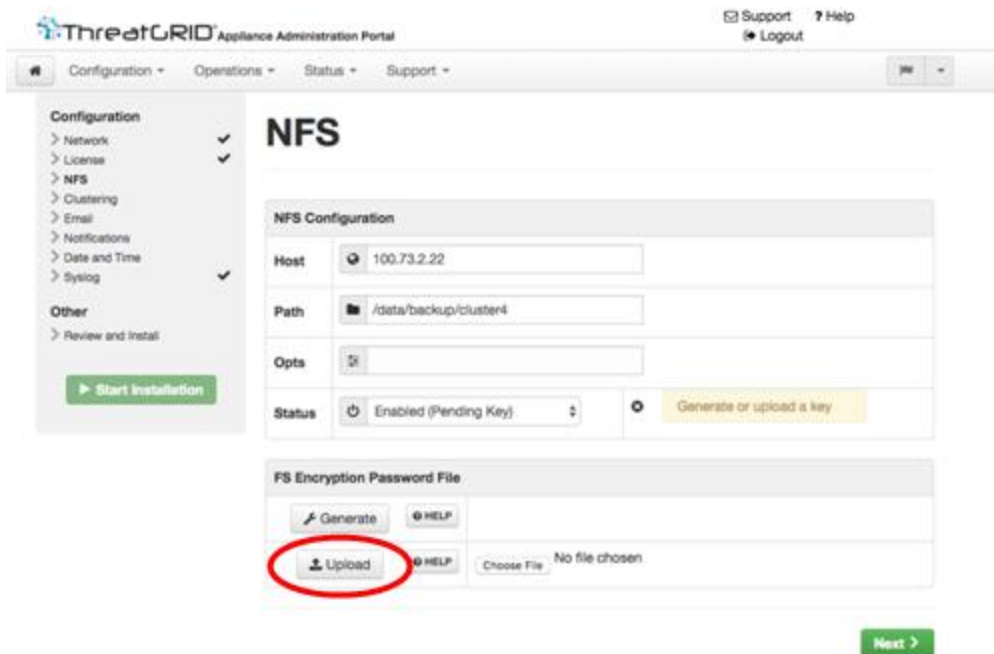 ThreatGRID Appliance Administration Portal
Support ? Help
Logout
Configuration Operations Status Support
Configuration
Network
License
NFS
Clustering
Email
Notifications
Date and Time
Syslog
Other
Review and Install
Start Installation
NFS
NFS Configuration
Host 100.73.2.22
Path /data/backup/cluster4
Opts
Status Enabled (Pending Key) Generate or upload a key
FS Encryption Password File
Generate HELP
Upload HELP Choose File No file chosen
Next >